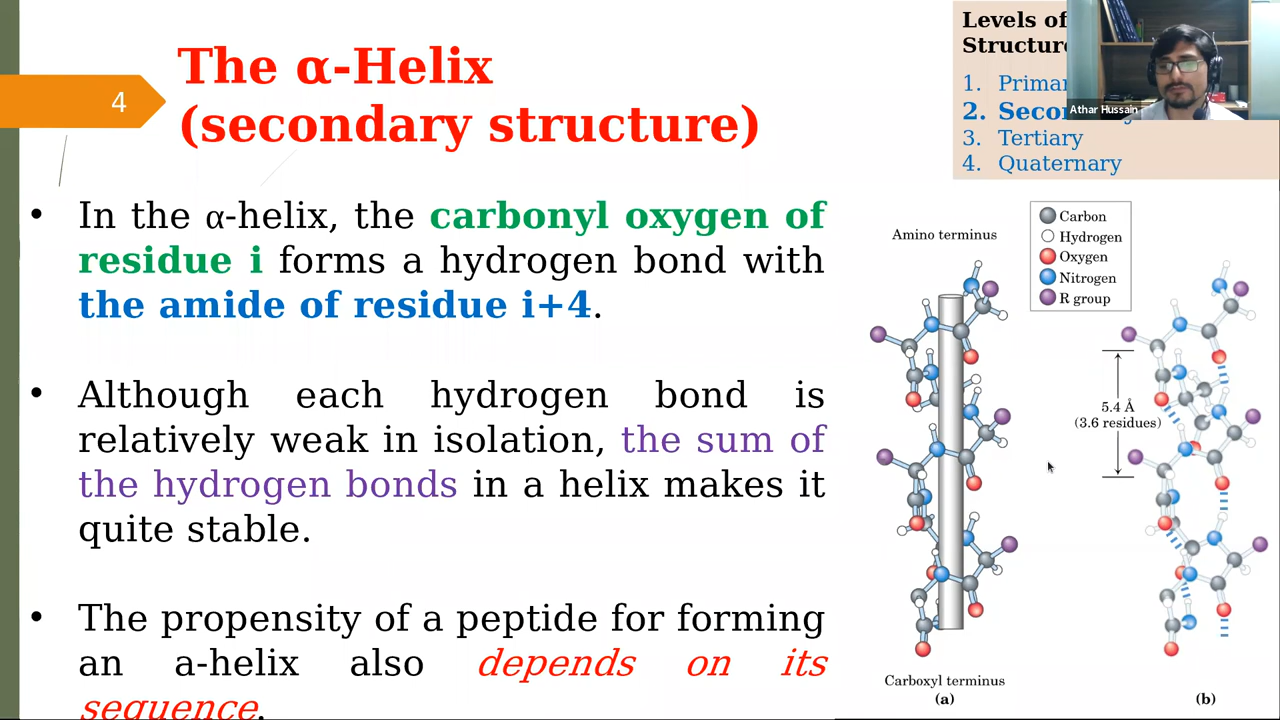 The α-Helix
(secondary structure)
4
Levels of
Structure
1. Primar
2. Secon
3. Tertiary
4. Quaternary
Athar Hussain
• In the α-helix, the carbonyl oxygen of
residue i forms a hydrogen bond with
the amide of residue i+4.
• Although each hydrogen bond is
relatively weak in isolation, the sum of
the hydrogen bonds in a helix makes it
quite stable.
• The propensity of a peptide for forming
an a-helix also depends on its
sequence.
Amino terminus
Carbon
Hydrogen
Oxygen
Nitrogen
R group
5.4 Å
(3.6 residues)
Carboxyl terminus
(a)
(b)